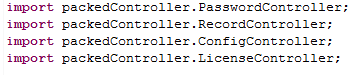 import packedController.PasswordController;
import packedController.RecordController;
import packedController.ConfigController;
import packedController.LicenseController;